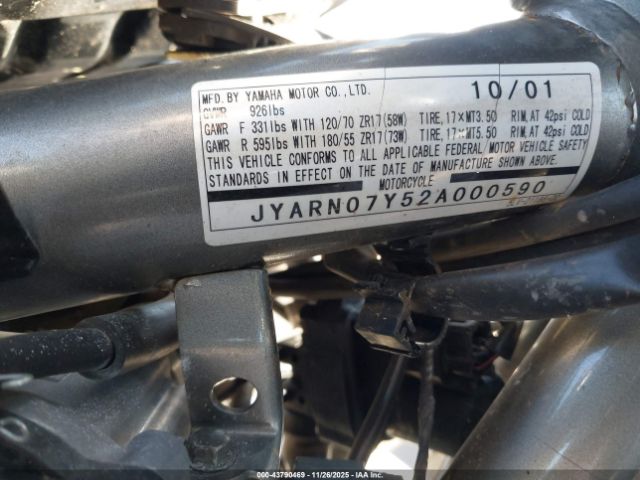 MFD. BY YAMAHA MOTOR CO.,LTD. 10/01
GVWR 926lbs
GAWR F 331lbs WITH 120/70 ZR17(58W) TIRE,17×MT3.50 RIM,AT 42psi COLD
GAWR R 595lbs WITH 180/55 ZR17(73W) TIRE,17×MT5.50 RIM,AT 42psi COLD
THIS VEHICLE CONFORMS TO ALL APPLICABLE FEDERAL MOTOR VEHICLE SAFETY
STANDARDS IN EFFECT ON THE DATE OF MANUFACTURE SHOWN ABOVE.
MOTORCYCLE
JYARN07Y52A000590
000-43790469 11/26/2025 IAAI.COM